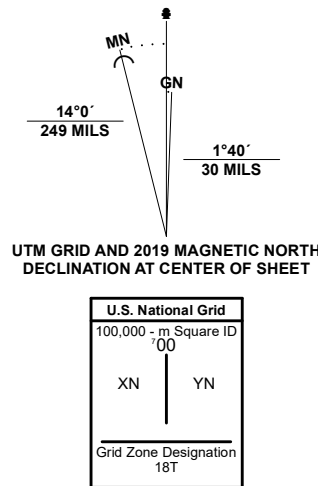 MN
GN
14°0´
249 MILS
1°40´
30 MILS
UTM GRID AND 2019 MAGNETIC NORTH
DECLINATION AT CENTER OF SHEET
U.S. National Grid
100,000 - m Square ID
⁷00
XN YN
Grid Zone Designation
18T